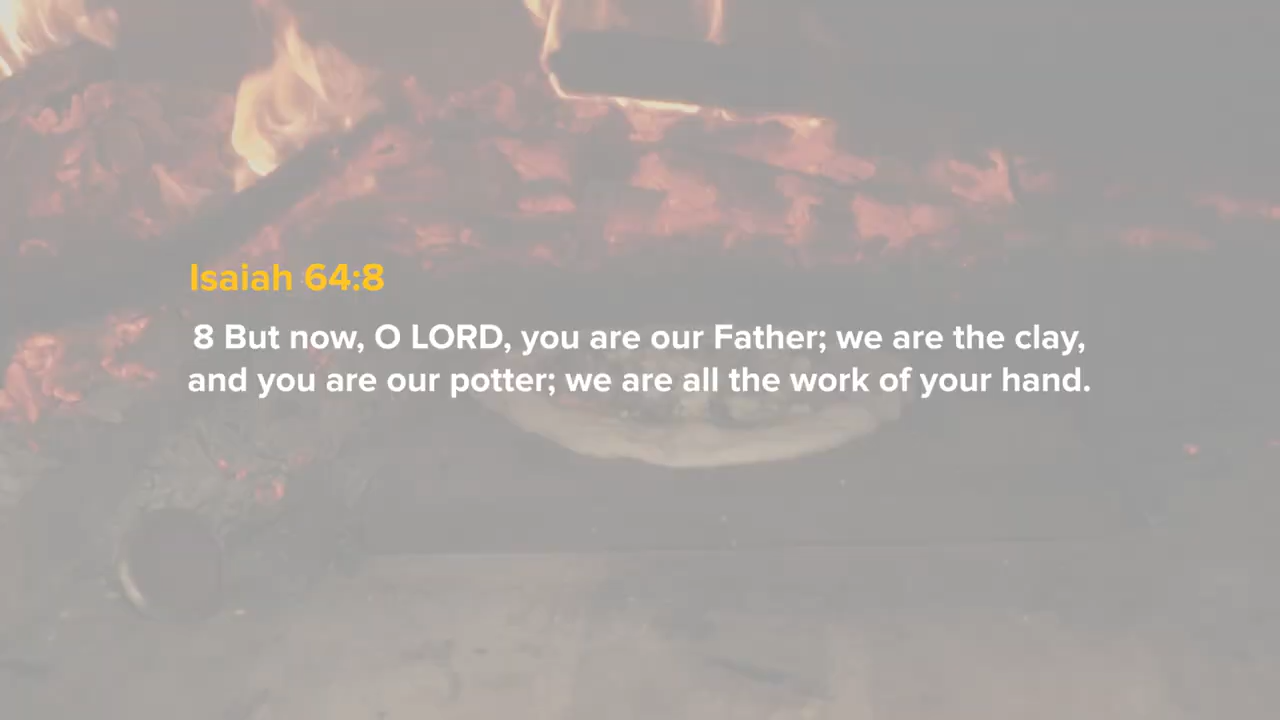 Isaiah 64:8
8 But now, O LORD, you are our Father; we are the clay,
and you are our potter; we are all the work of your hand.